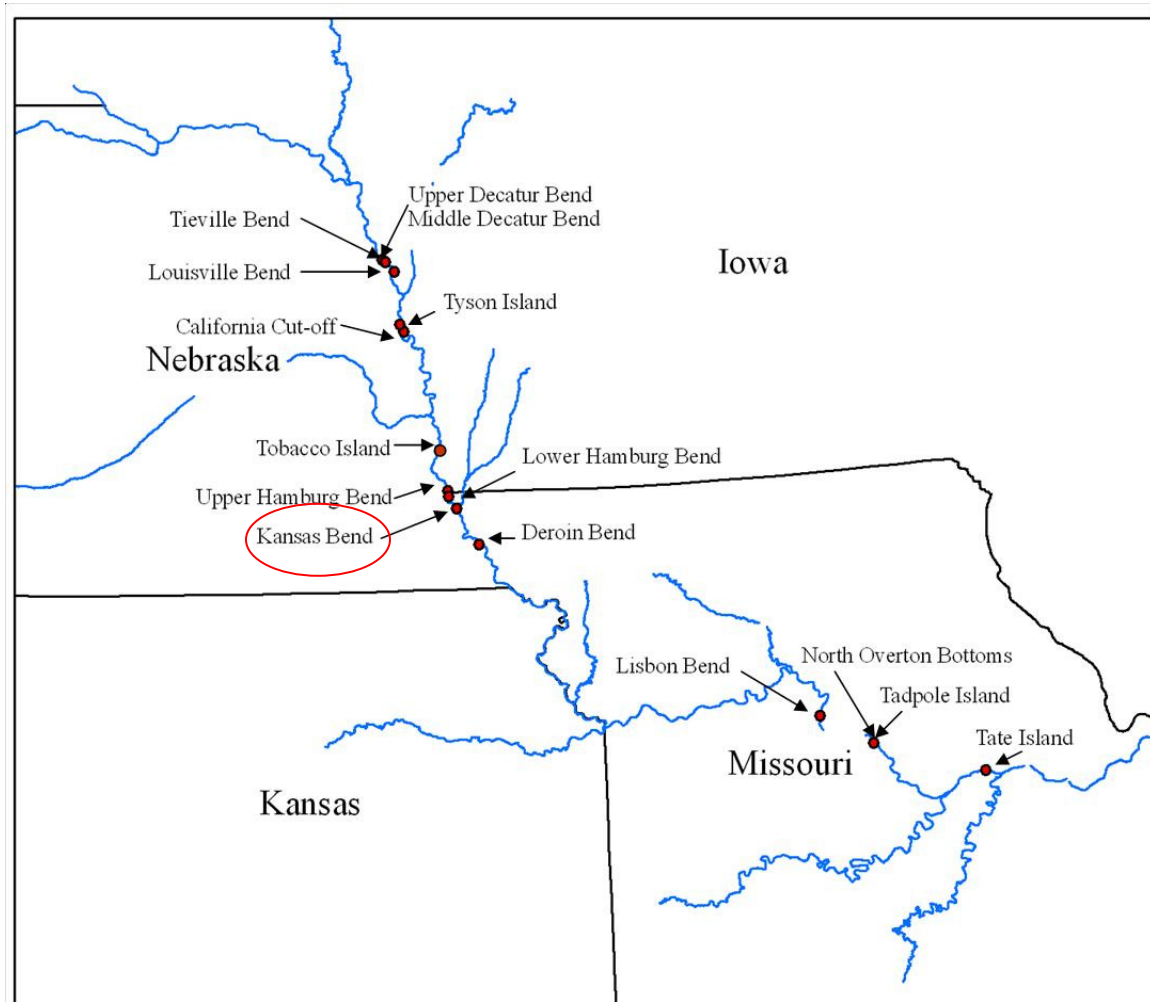 Upper Decatur Bend
Middle Decatur Bend
Tieville Bend
Louisville Bend
Iowa
Tyson Island
California Cut-off
Nebraska
Tobacco Island
Lower Hamburg Bend
Upper Hamburg Bend
Kansas Bend
Deroin Bend
Lisbon Bend
North Overton Bottoms
Tadpole Island
Tate Island
Missouri
Kansas